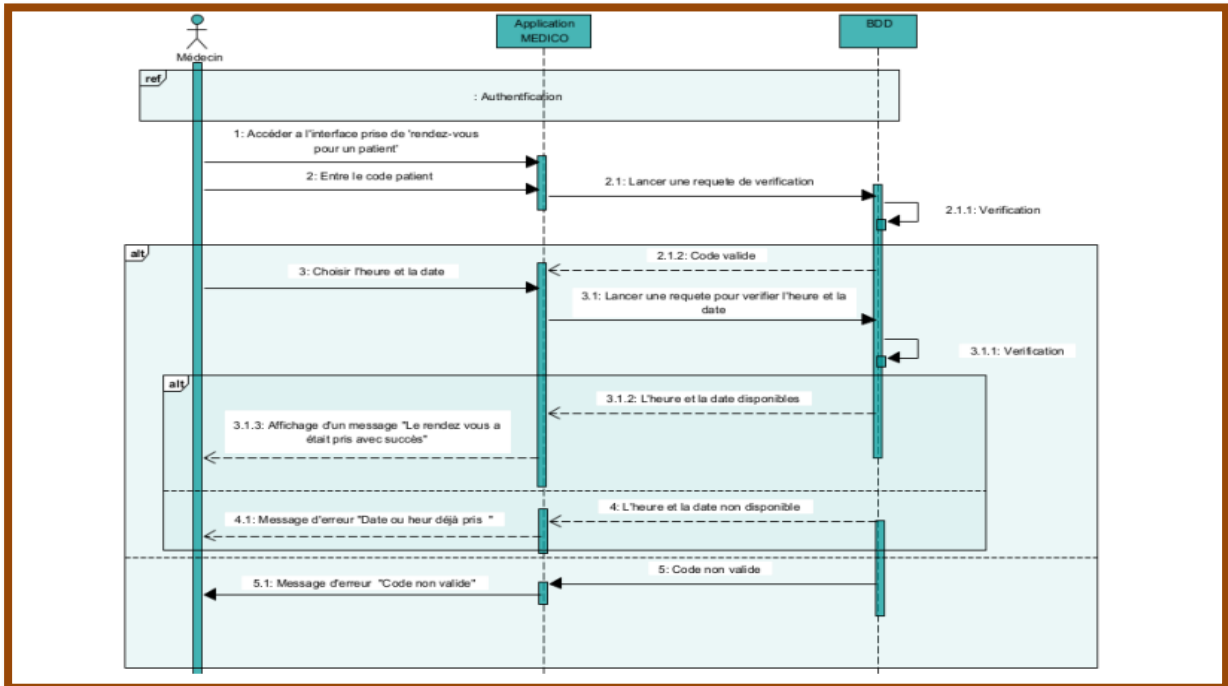 Application
MEDICO
BDD
Médecin
ref
: Authentfication
1: Accéder a l'interface prise de 'rendez-vous
pour un patient'
2: Entre le code patient
2.1: Lancer une requete de verification
2.1.1: Verification
alt
2.1.2: Code valide
3: Choisir l'heure et la date
3.1: Lancer une requete pour verifier l'heure et la
date
3.1.1: Verification
alt
3.1.2: L'heure et la date disponibles
3.1.3: Affichage d'un message "Le rendez vous a
était pris avec succès"
4: L'heure et la date non disponible
4.1: Message d'erreur "Date ou heur déjà pris "
5: Code non valide
5.1: Message d'erreur "Code non valide"